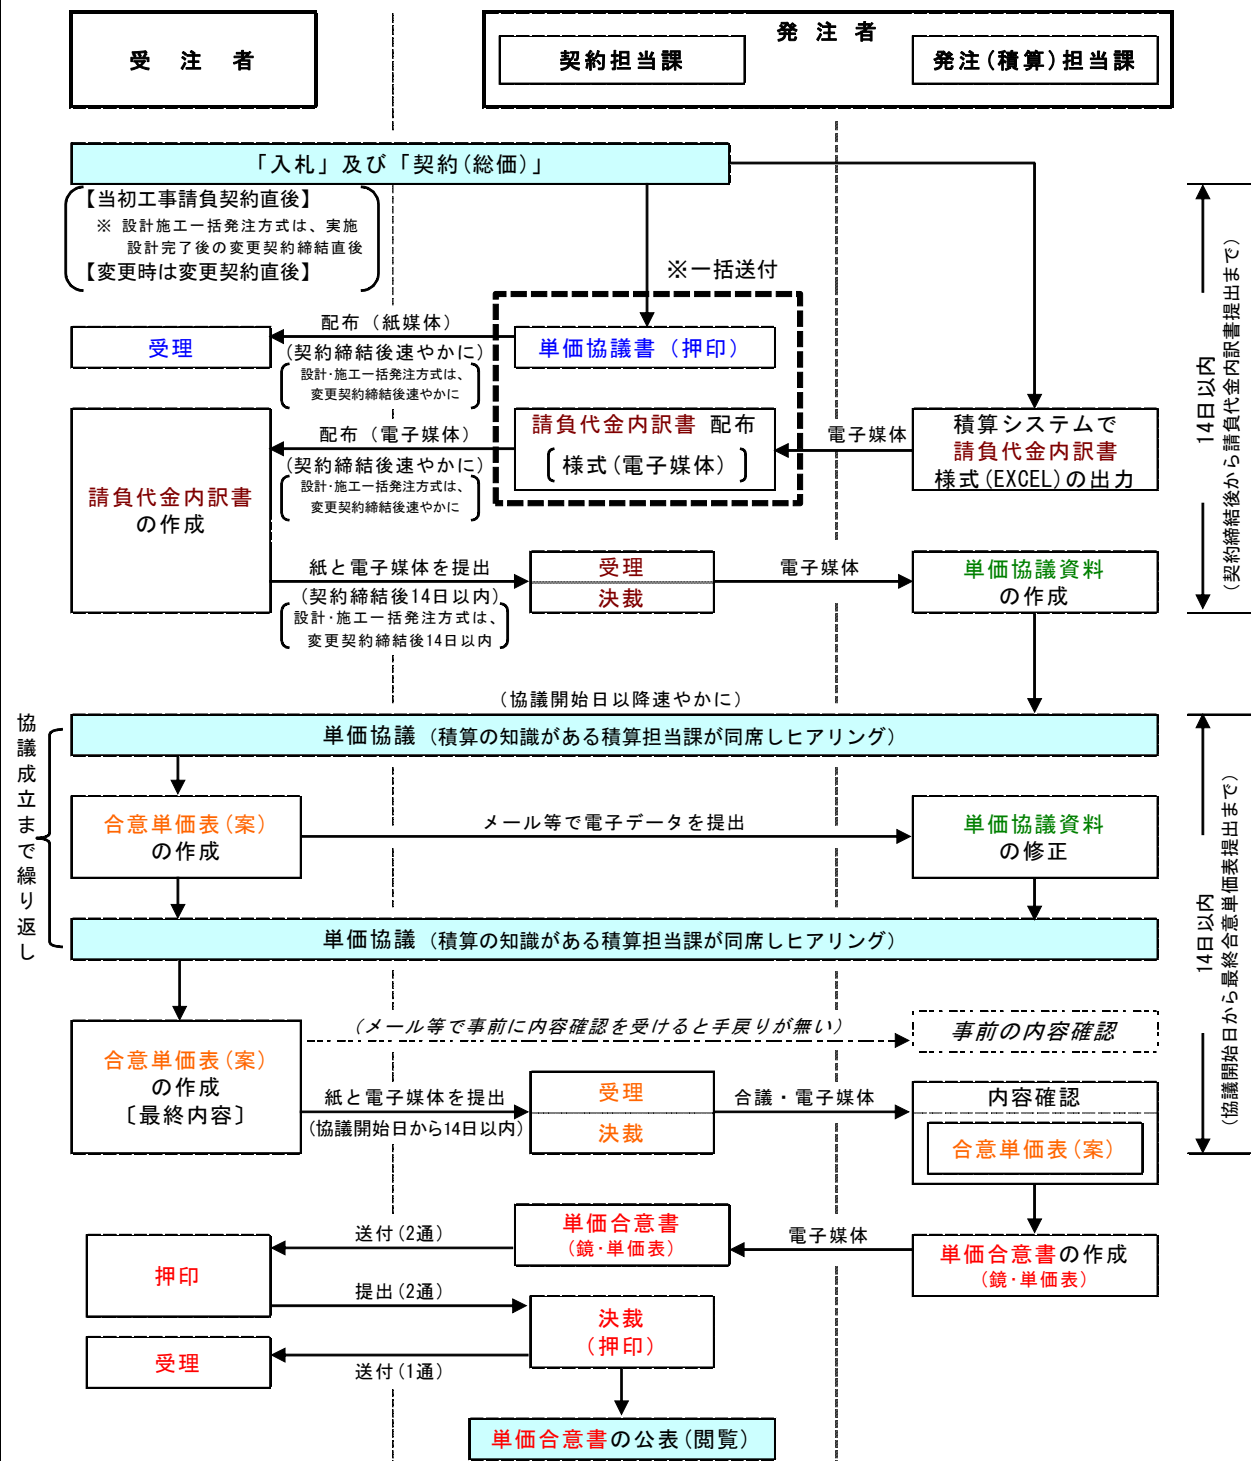 受注者
発注者
契約担当課
発注(積算)担当課
「入札」及び「契約(総価)」
【当初工事請負契約直後】
※ 設計施工一括発注方式は、実施
設計完了後の変更契約締結直後
【変更時は変更契約直後】
※一括送付
受理
配布(紙媒体)
(契約締結後速やかに)
設計・施工一括発注方式は、
変更契約締結後速やかに
単価協議書(押印)
請負代金内訳書
の作成
配布(電子媒体)
(契約締結後速やかに)
設計・施工一括発注方式は、
変更契約締結後速やかに
請負代金内訳書 配布
様式(電子媒体)
電子媒体
積算システムで
請負代金内訳書
様式(EXCEL)の出力
紙と電子媒体を提出
(契約締結後14日以内)
設計・施工一括発注方式は、
変更契約締結後14日以内
受理
決裁
電子媒体
単価協議資料
の作成
14日以内
(契約締結後から請負代金内訳書提出まで)
(協議開始日以降速やかに)
単価協議(積算の知識がある積算担当課が同席しヒアリング)
協議成立まで繰り返し
合意単価表(案)
の作成
メール等で電子データを提出
単価協議資料
の修正
単価協議(積算の知識がある積算担当課が同席しヒアリング)
14日以内
(協議開始日から最終合意単価表提出まで)
合意単価表(案)
の作成
〔最終内容〕
(メール等で事前に内容確認を受けると手戻りが無い)
事前の内容確認
紙と電子媒体を提出
(協議開始日から14日以内)
受理
決裁
合議・電子媒体
内容確認
合意単価表(案)
押印
送付(2通)
単価合意書
(鏡・単価表)
電子媒体
単価合意書の作成
(鏡・単価表)
提出(2通)
決裁
(押印)
受理
送付(1通)
単価合意書の公表(閲覧)